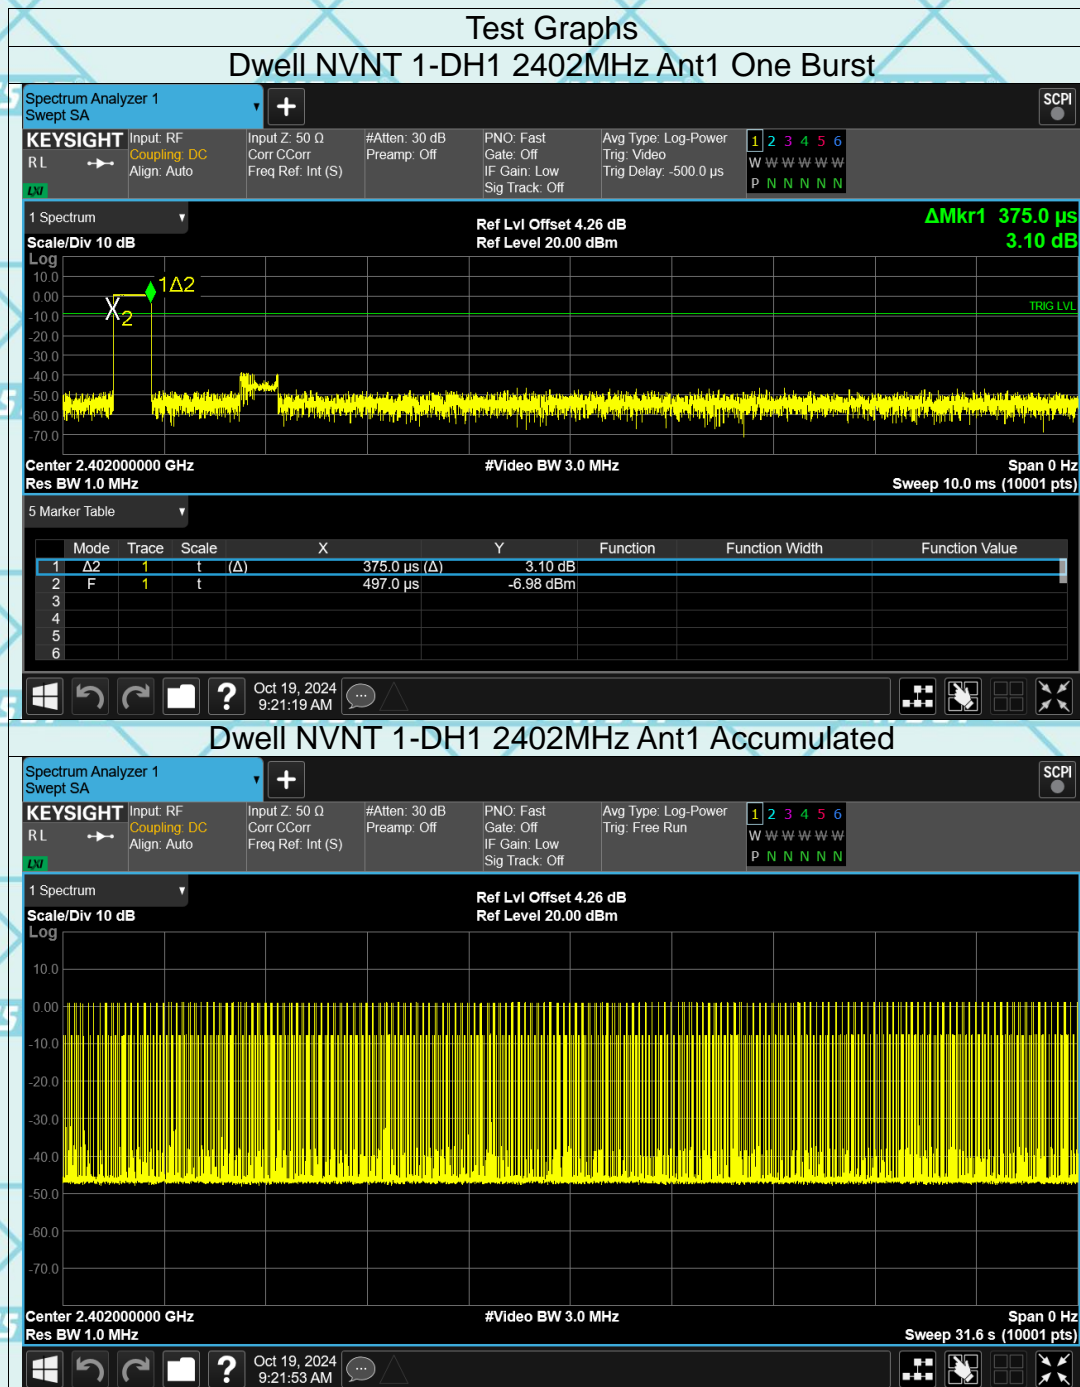 Test Graphs
Dwell NVNT 1-DH1 2402MHz Ant1 One Burst
Spectrum Analyzer 1
Swept SA
+
SCPI
KEYSIGHT
RL
LXI
Input: RF
Coupling: DC
Align: Auto
Input Z: 50 Ω
Corr CCorr
Freq Ref: Int (S)
#Atten: 30 dB
Preamp: Off
PNO: Fast
Gate: Off
IF Gain: Low
Sig Track: Off
Avg Type: Log-Power
Trig: Video
Trig Delay: -500.0 µs
1 2 3 4 5 6
W W W W W W
P N N N N N
1 Spectrum
Scale/Div 10 dB
Ref Lvl Offset 4.26 dB
Ref Level 20.00 dBm
ΔMkr1 375.0 µs
3.10 dB
Log
10.0
0.00
-10.0
-20.0
-30.0
-40.0
-50.0
-60.0
-70.0
1Δ2
X2
TRIG LVL
Center 2.402000000 GHz
#Video BW 3.0 MHz
Span 0 Hz
Res BW 1.0 MHz
Sweep 10.0 ms (10001 pts)
5 Marker Table
Mode Trace Scale X Y Function Function Width Function Value
1 Δ2 1 t (Δ) 375.0 µs (Δ) 3.10 dB
2 F 1 t 497.0 µs -6.98 dBm
3
4
5
6
?
Oct 19, 2024
9:21:19 AM
Dwell NVNT 1-DH1 2402MHz Ant1 Accumulated
Spectrum Analyzer 1
Swept SA
+
SCPI
KEYSIGHT
RL
LXI
Input: RF
Coupling: DC
Align: Auto
Input Z: 50 Ω
Corr CCorr
Freq Ref: Int (S)
#Atten: 30 dB
Preamp: Off
PNO: Fast
Gate: Off
IF Gain: Low
Sig Track: Off
Avg Type: Log-Power
Trig: Free Run
1 2 3 4 5 6
W W W W W W
P N N N N N
1 Spectrum
Scale/Div 10 dB
Ref Lvl Offset 4.26 dB
Ref Level 20.00 dBm
Log
10.0
0.00
-10.0
-20.0
-30.0
-40.0
-50.0
-60.0
-70.0
Center 2.402000000 GHz
#Video BW 3.0 MHz
Span 0 Hz
Res BW 1.0 MHz
Sweep 31.6 s (10001 pts)
?
Oct 19, 2024
9:21:53 AM